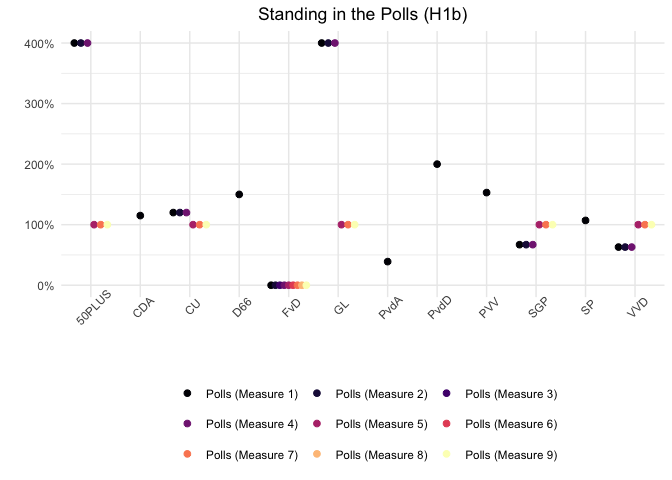 Standing in the Polls (H1b)
400%
300%
200%
100%
0%
50PLUS
CDA
CU
D66
FvD
GL
PvdA
PvdD
PVV
SGP
SP
VVD
Polls (Measure 1) Polls (Measure 2) Polls (Measure 3)
Polls (Measure 4) Polls (Measure 5) Polls (Measure 6)
Polls (Measure 7) Polls (Measure 8) Polls (Measure 9)